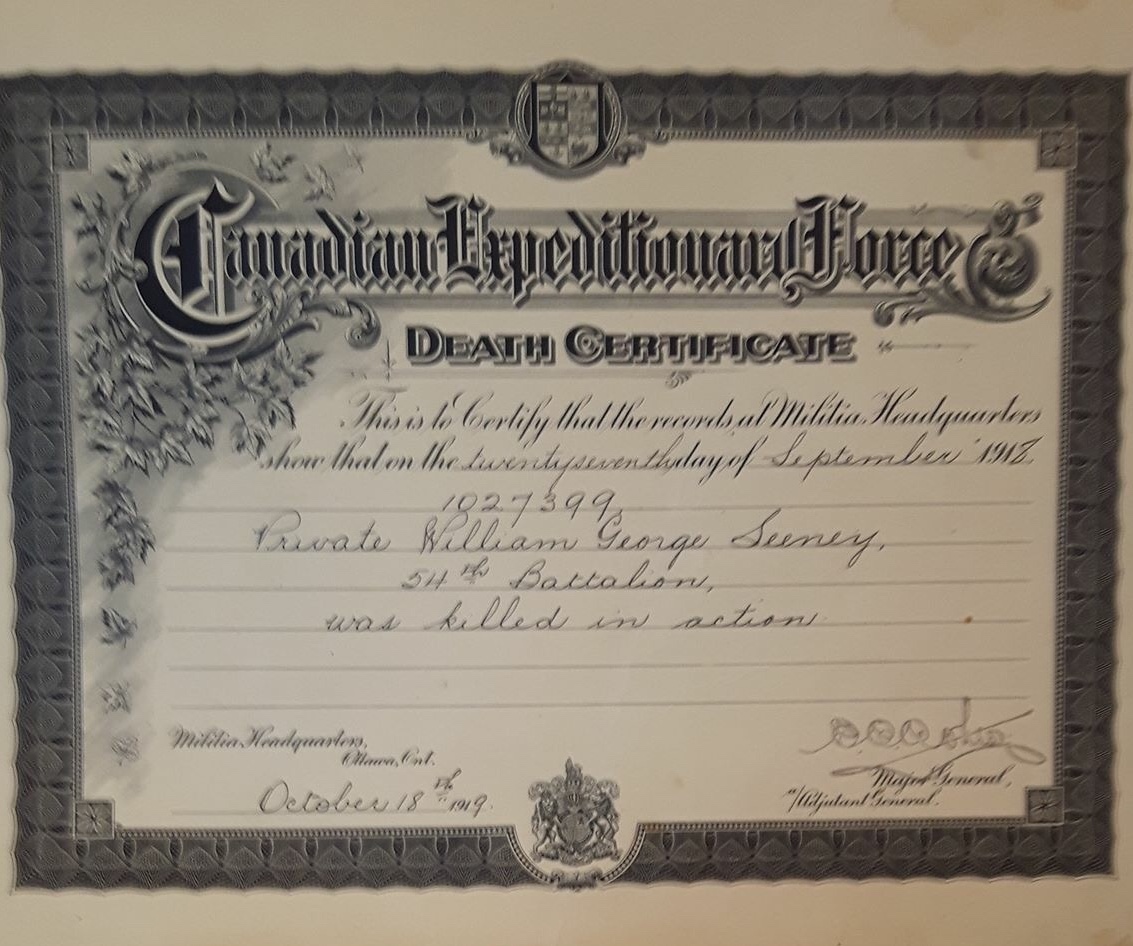 Canadian Expeditionary Force
DEATH CERTIFICATE
This is to Certify that the records at Militia Headquarters
show that on the twentyseventh day of September 1918.
1027399,
Private William George Seeney,
54th Battalion,
was killed in action
Militia Headquarters,
Ottawa, Ont.
October 18th 1919.
Major General,
Adjutant General.